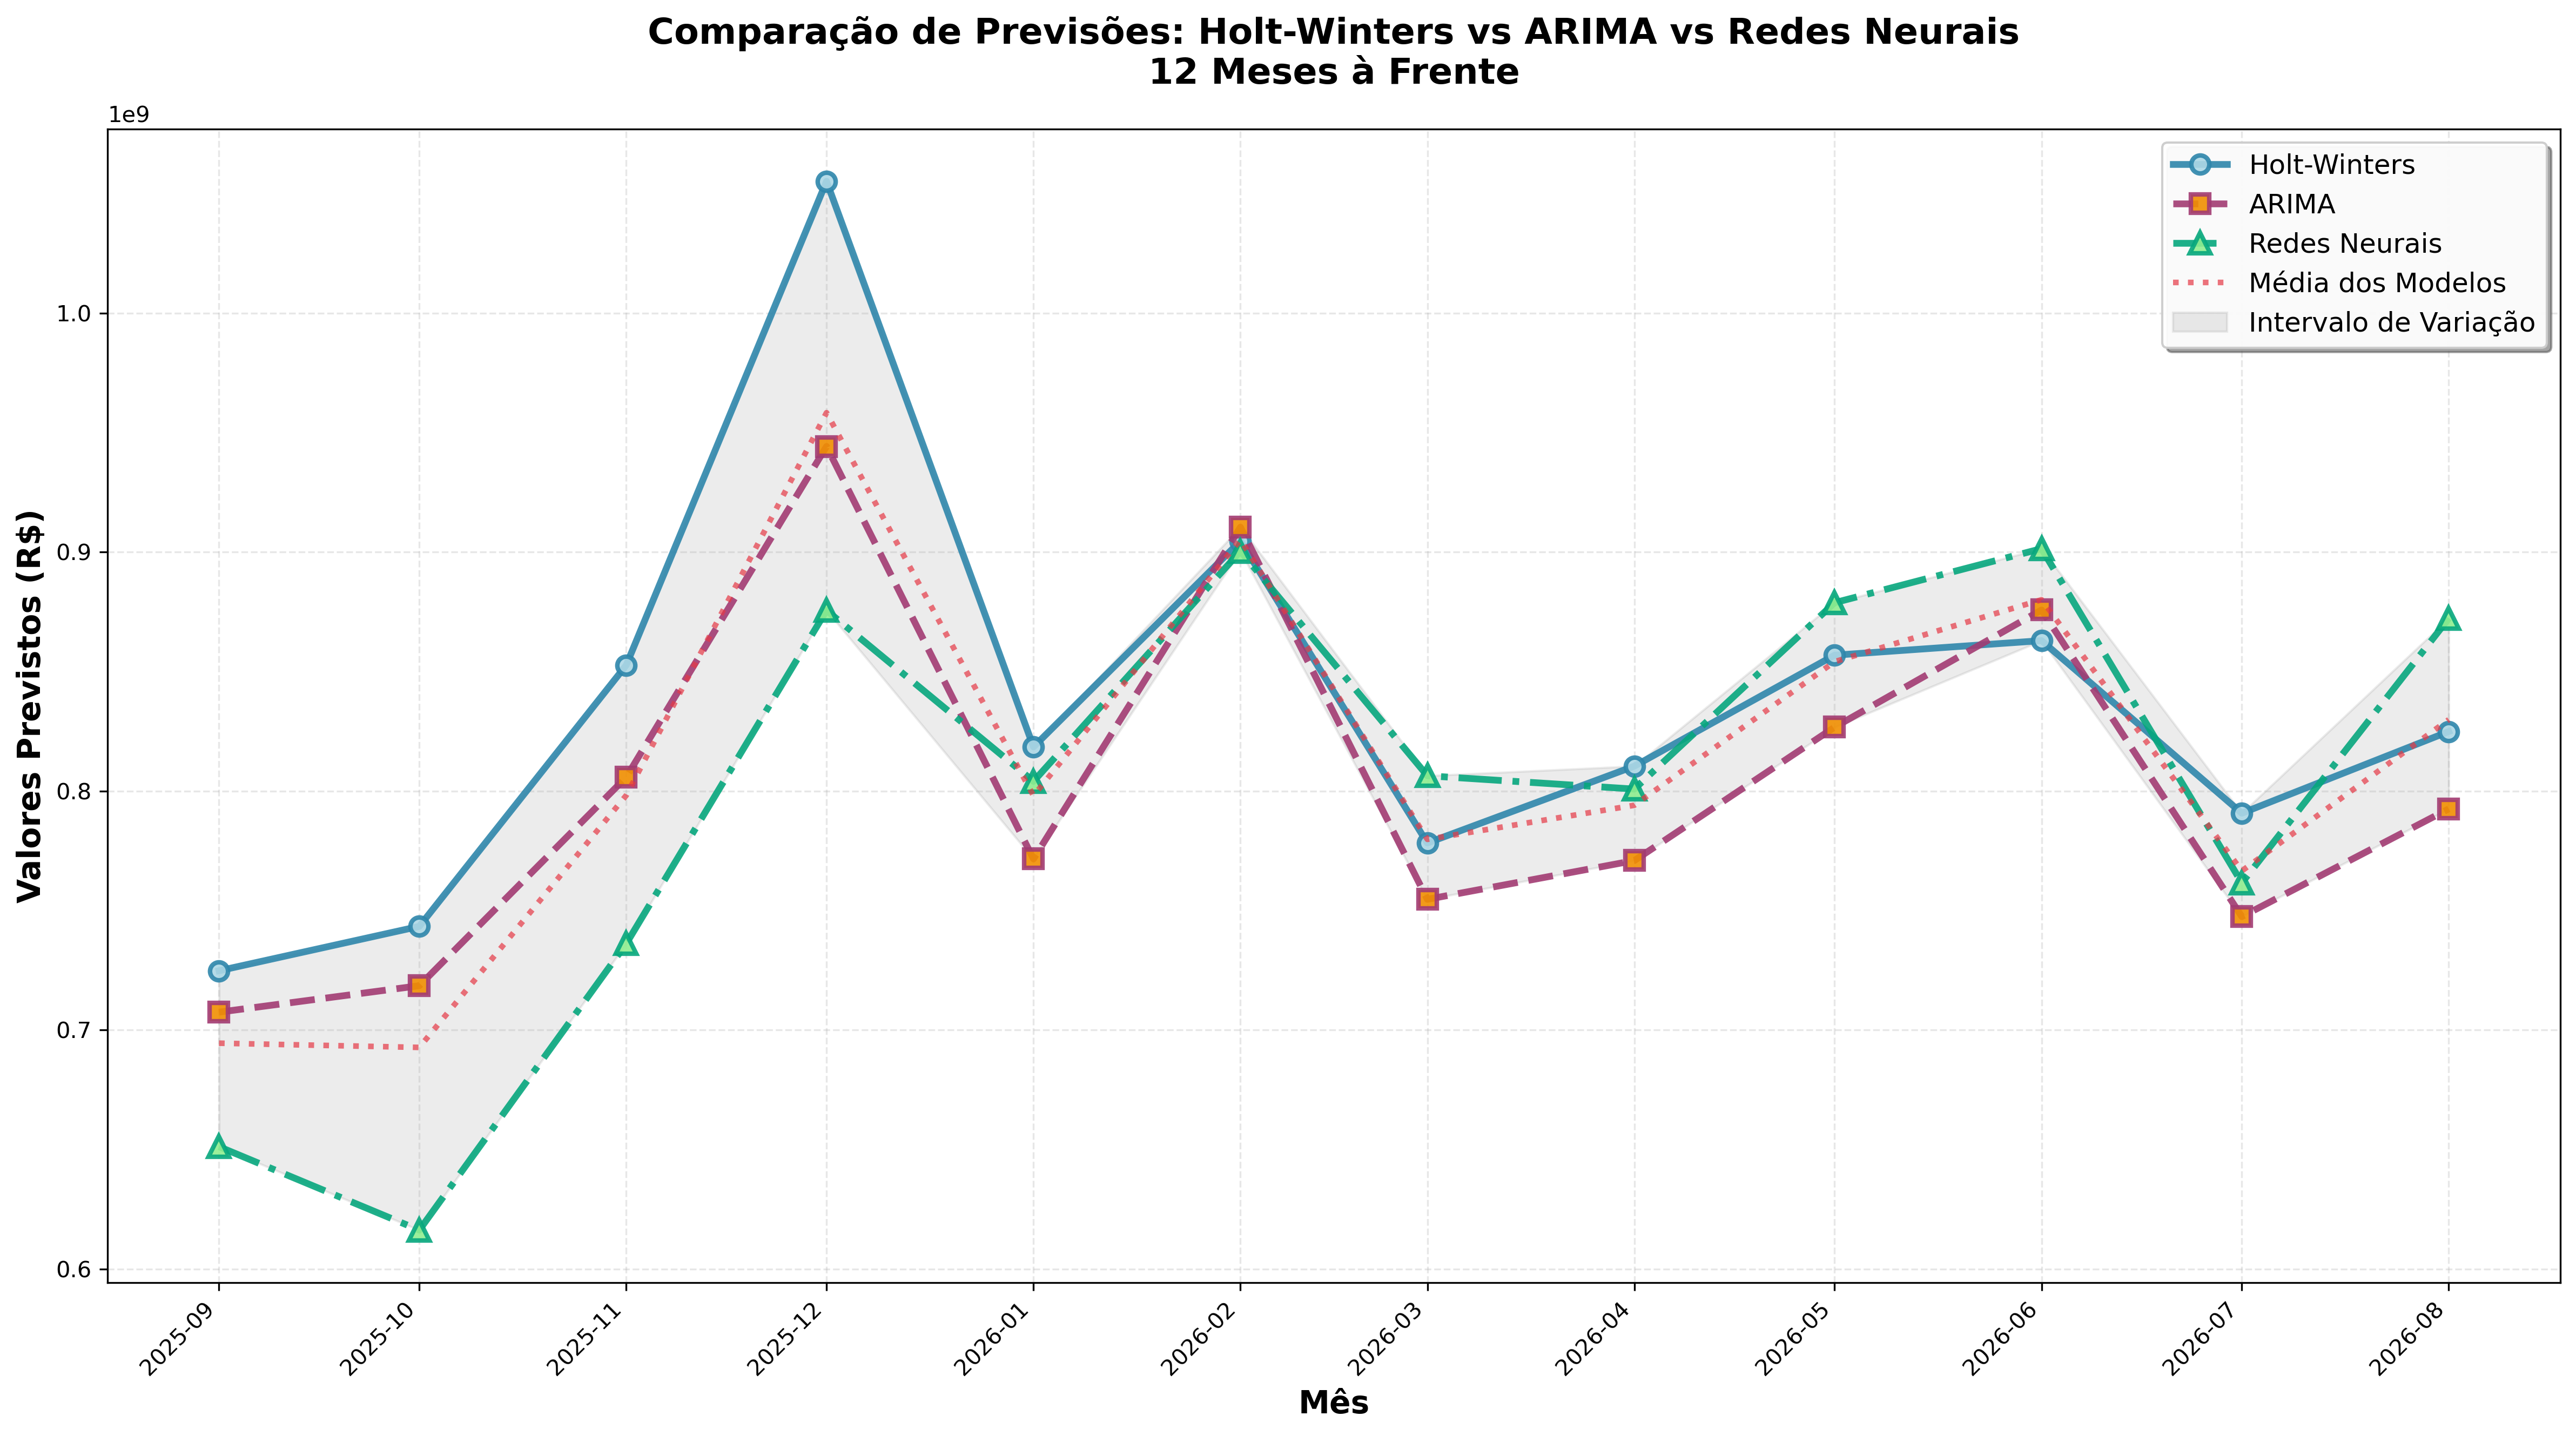 Comparação de Previsões: Holt-Winters vs ARIMA vs Redes Neurais
12 Meses à Frente
1e9
Holt-Winters
ARIMA
Redes Neurais
Média dos Modelos
Intervalo de Variação
Valores Previstos (R$)
1.0
0.9
0.8
0.7
0.6
2025-09
2025-10
2025-11
2025-12
2026-01
2026-02
2026-03
2026-04
2026-05
2026-06
2026-07
2026-08
Mês